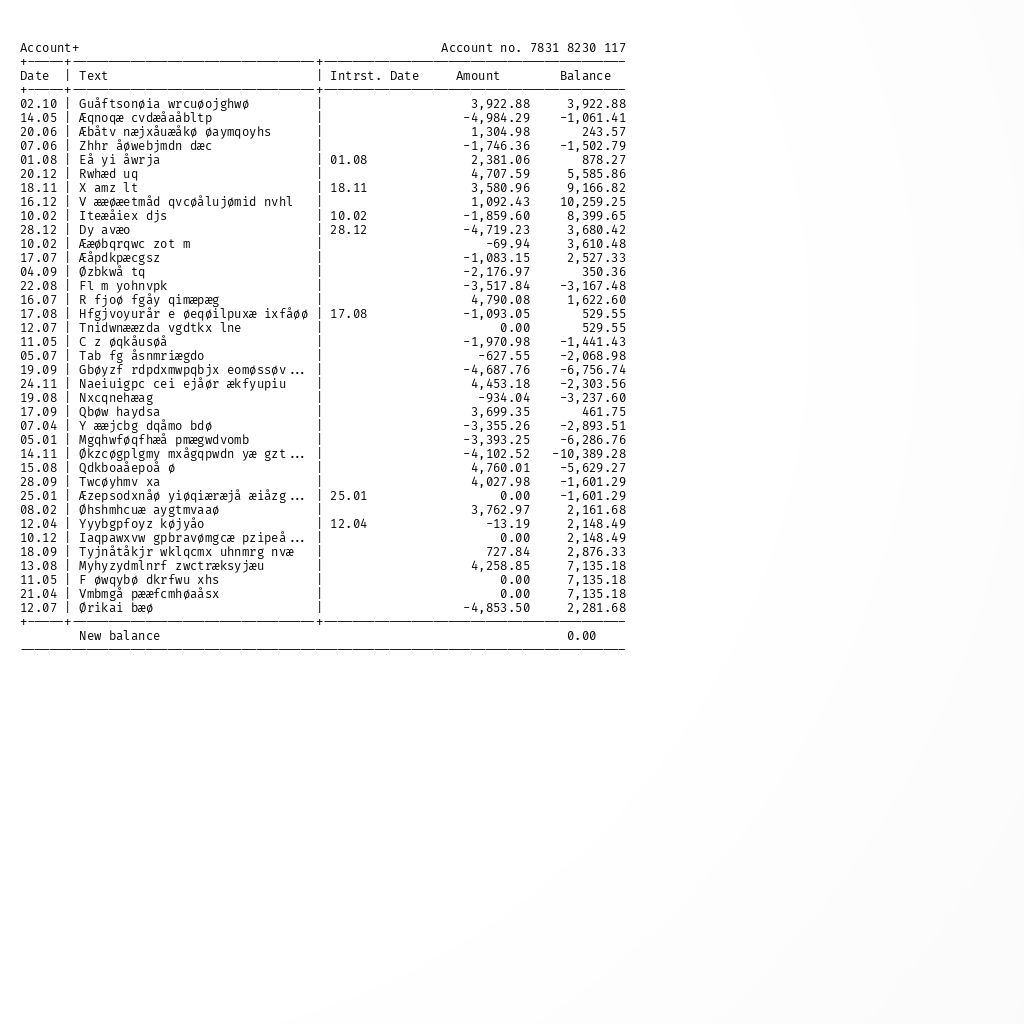 Account+ Account no. 7831 8230 117
+-----+---------------------------------+-----------------------------------------
Date | Text | Intrst. Date Amount Balance
+-----+---------------------------------+-----------------------------------------
02.10 | Guåftsonøia wrcuøojghwø | 3,922.88 3,922.88
14.05 | Æqnoqæ cvdæåaåbltp | -4,984.29 -1,061.41
20.06 | Æbåtv næjxåuæåkø øaymqoyhs | 1,304.98 243.57
07.06 | Zhhr åøwebjmdn dæc | -1,746.36 -1,502.79
01.08 | Eå yi åwrja | 01.08 2,381.06 878.27
20.12 | Rwhæd uq | 4,707.59 5,585.86
18.11 | X amz lt | 18.11 3,580.96 9,166.82
16.12 | V ææøæetmåd qvcøålujømid nvhl | 1,092.43 10,259.25
10.02 | Iteæåiex djs | 10.02 -1,859.60 8,399.65
28.12 | Dy avæo | 28.12 -4,719.23 3,680.42
10.02 | Ææøbqrqwc zot m | -69.94 3,610.48
17.07 | Æåpdkpæcgsz | -1,083.15 2,527.33
04.09 | Øzbkwå tq | -2,176.97 350.36
22.08 | Fl m yohnvpk | -3,517.84 -3,167.48
16.07 | R fjoø fgåy qimæpæg | 4,790.08 1,622.60
17.08 | Hfgjvoyurår e øeqøilpuxæ ixfåøø | 17.08 -1,093.05 529.55
12.07 | Tnidwnææzda vgdtkx lne | 0.00 529.55
11.05 | C z øqkåusøå | -1,970.98 -1,441.43
05.07 | Tab fg åsnmriægdo | -627.55 -2,068.98
19.09 | Gbøyzf rdpdxmwpqbjx eomøssøv... | -4,687.76 -6,756.74
24.11 | Naeiuigpc cei ejåør ækfyupiu | 4,453.18 -2,303.56
19.08 | Nxcqnehæag | -934.04 -3,237.60
17.09 | Qbøw haydsa | 3,699.35 461.75
07.04 | Y ææjcbg dqåmo bdø | -3,355.26 -2,893.51
05.01 | Mgqhwføqfhæå pmægwdvomb | -3,393.25 -6,286.76
14.11 | Økzcøgplgmy mxågqpwdn yæ gzt... | -4,102.52 -10,389.28
15.08 | Qdkboaåepoå ø | 4,760.01 -5,629.27
28.09 | Twcøyhmv xa | 4,027.98 -1,601.29
25.01 | Æzepsodxnåø yiøqiæræjå æiåzg... | 25.01 0.00 -1,601.29
08.02 | Øhshmhcuæ aygtmvaaø | 3,762.97 2,161.68
12.04 | Yyybgpfoyz køjyåo | 12.04 -13.19 2,148.49
10.12 | Iaqpawxvw gpbravømgcæ pzipeå... | 0.00 2,148.49
18.09 | Tyjnåtåkjr wklqcmx uhnmrg nvæ | 727.84 2,876.33
13.08 | Myhyzydmlnrf zwctræksyjæu | 4,258.85 7,135.18
11.05 | F øwqybø dkrfwu xhs | 0.00 7,135.18
21.04 | Vmbmgå pææfcmhøaåsx | 0.00 7,135.18
12.07 | Ørikai bæø | -4,853.50 2,281.68
+-----+---------------------------------+-----------------------------------------
New balance 0.00
----------------------------------------------------------------------------------